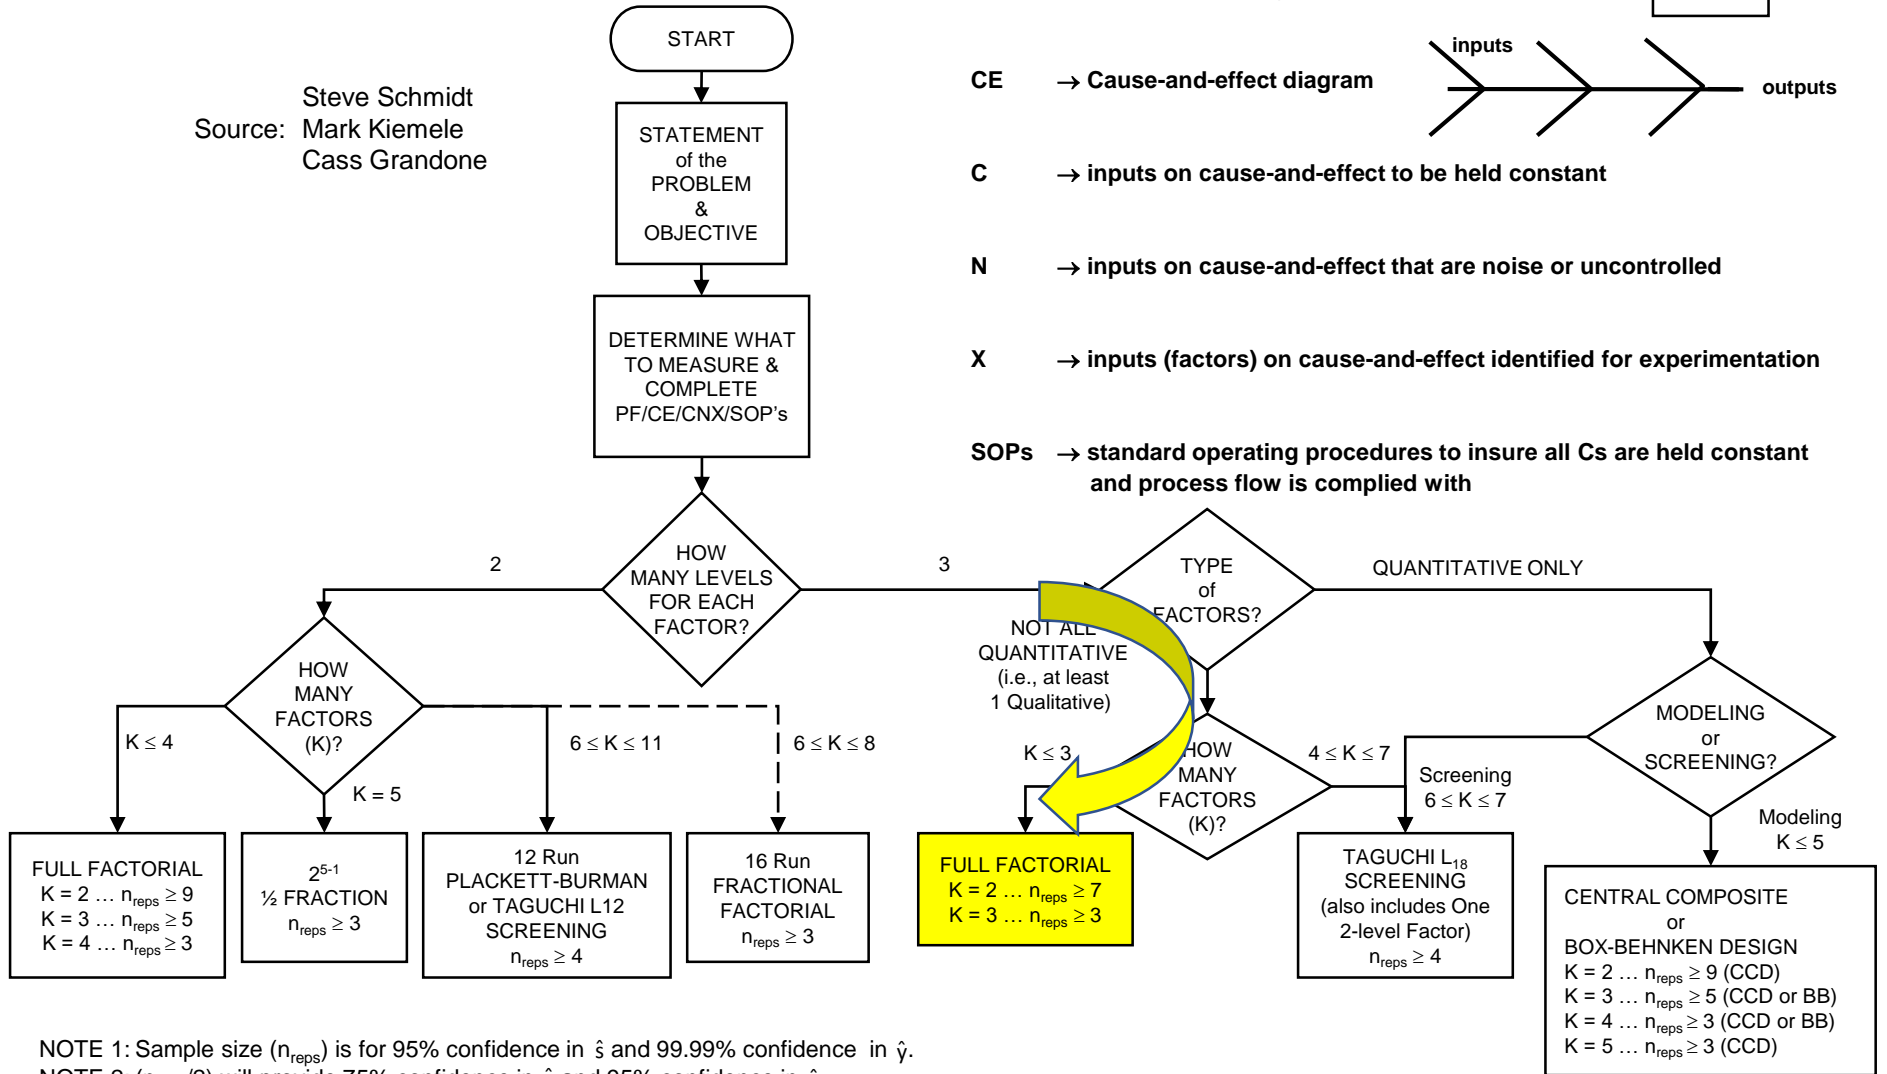 START
Steve Schmidt
Source: Mark Kiemele
Cass Grandone
STATEMENT
of the
PROBLEM
&
OBJECTIVE
DETERMINE WHAT
TO MEASURE &
COMPLETE
PF/CE/CNX/SOP's
inputs
outputs
CE → Cause-and-effect diagram
C → inputs on cause-and-effect to be held constant
N → inputs on cause-and-effect that are noise or uncontrolled
X → inputs (factors) on cause-and-effect identified for experimentation
SOPs → standard operating procedures to insure all Cs are held constant
and process flow is complied with
HOW
MANY LEVELS
FOR EACH
FACTOR?
2
3
TYPE
of
FACTORS?
QUANTITATIVE ONLY
NOT ALL
QUANTITATIVE
(i.e., at least
1 Qualitative)
HOW
MANY
FACTORS
(K)?
K ≤ 4
K = 5
6 ≤ K ≤ 11
6 ≤ K ≤ 8
K ≤ 3
HOW
MANY
FACTORS
(K)?
4 ≤ K ≤ 7
Screening
6 ≤ K ≤ 7
MODELING
or
SCREENING?
Modeling
K ≤ 5
FULL FACTORIAL
K = 2 … nreps ≥ 9
K = 3 … nreps ≥ 5
K = 4 … nreps ≥ 3
2⁵⁻¹
½ FRACTION
nreps ≥ 3
12 Run
PLACKETT-BURMAN
or TAGUCHI L12
SCREENING
nreps ≥ 4
16 Run
FRACTIONAL
FACTORIAL
nreps ≥ 3
FULL FACTORIAL
K = 2 … nreps ≥ 7
K = 3 … nreps ≥ 3
TAGUCHI L18
SCREENING
(also includes One
2-level Factor)
nreps ≥ 4
CENTRAL COMPOSITE
or
BOX-BEHNKEN DESIGN
K = 2 … nreps ≥ 9 (CCD)
K = 3 … nreps ≥ 5 (CCD or BB)
K = 4 … nreps ≥ 3 (CCD or BB)
K = 5 … nreps ≥ 3 (CCD)
NOTE 1: Sample size (nreps) is for 95% confidence in ŝ and 99.99% confidence in ŷ.